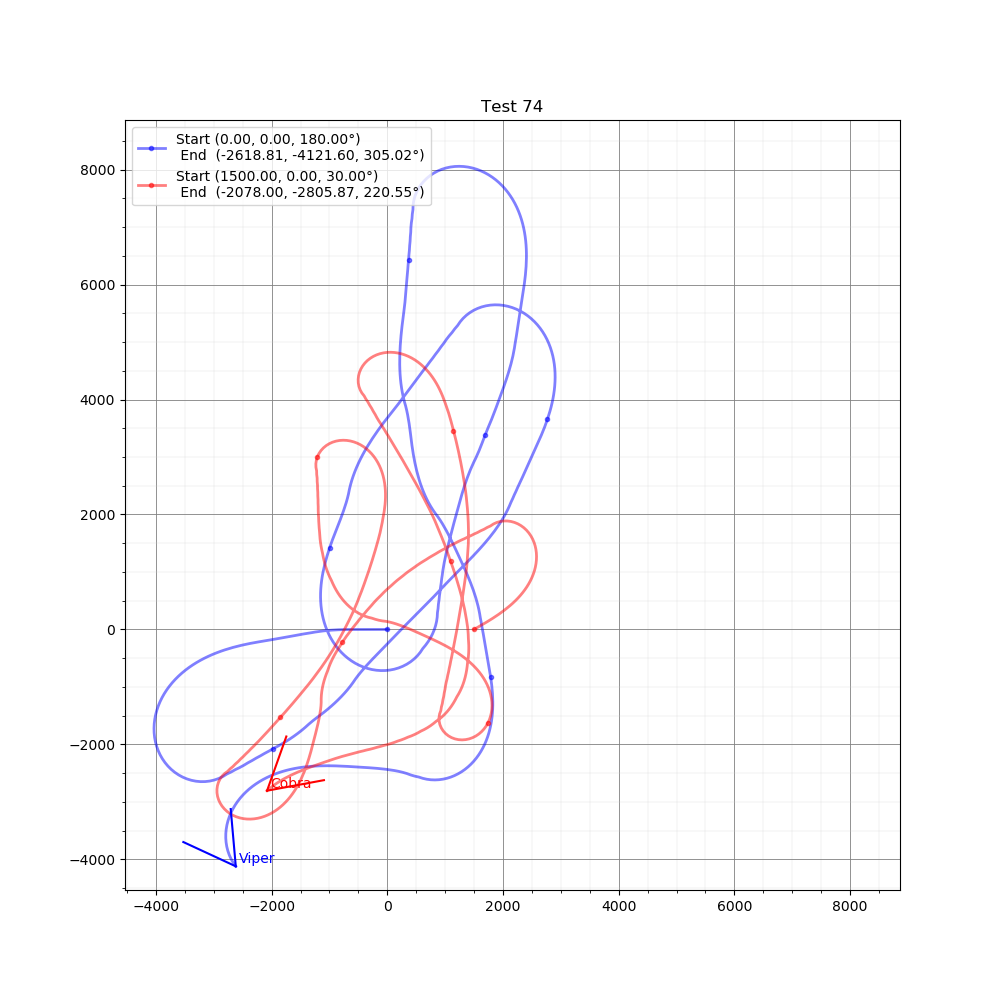 Test 74
Start (0.00, 0.00, 180.00°)
End  (-2618.81, -4121.60, 305.02°)
Start (1500.00, 0.00, 30.00°)
End  (-2078.00, -2805.87, 220.55°)
8000
6000
4000
2000
0
−2000
−4000
Cobra
Viper
−4000 −2000 0 2000 4000 6000 8000